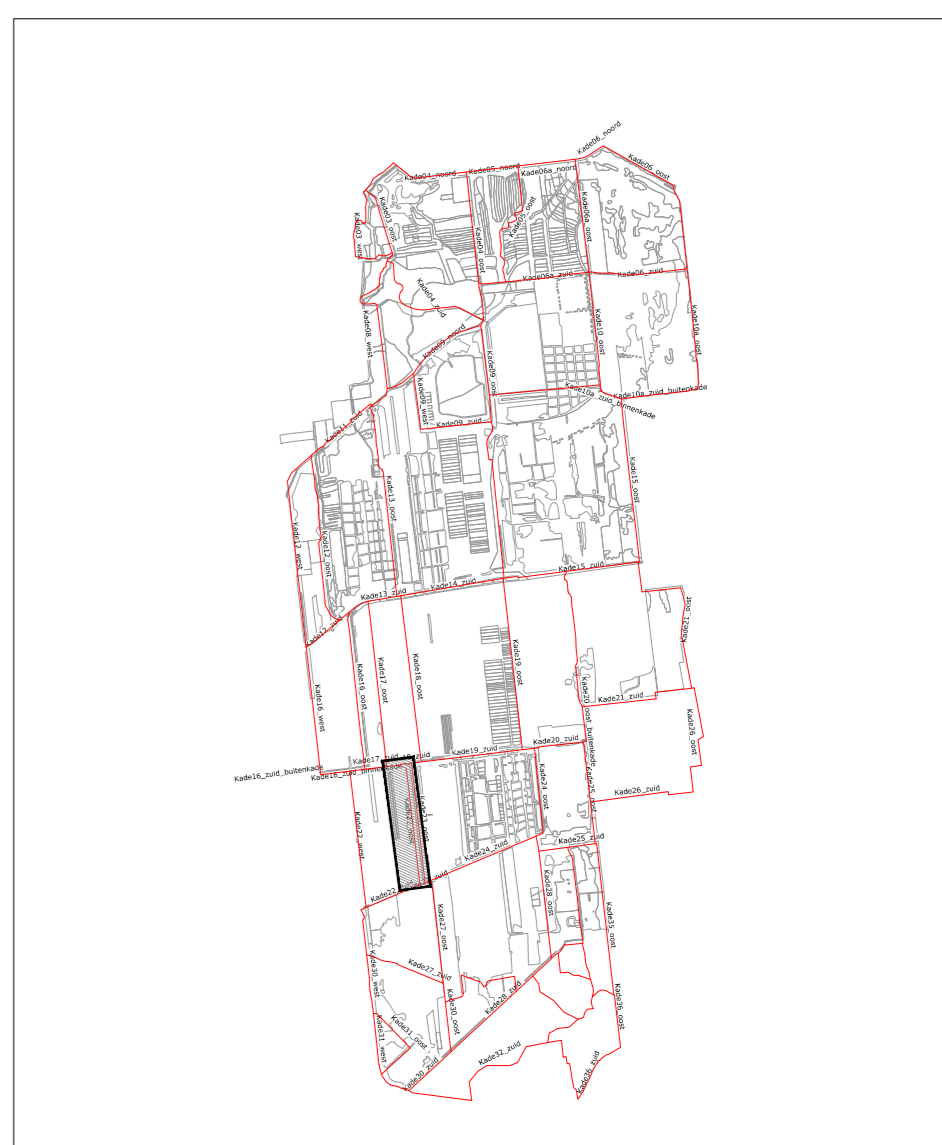 Kade06_noord
Kade04_noord
Kade05_noord
Kade06a_noord
Kade06_oost
Kade03_west
Kade03_oost
Kade04_oost
Kade05_oost
Kade06a_oost
Kade04_zuid
Kade06a_zuid
Kade06_zuid
Kade08_west
Kade09_noord
Kade09_oost
Kade10_oost
Kade10a_oost
Kade09_west
Kade09_zuid
Kade10a_zuid_binnenkade
Kade10a_zuid_buitenkade
Kade11_zuid
Kade12_west
Kade12_oost
Kade13_oost
Kade15_oost
Kade12_zuid
Kade13_zuid
Kade14_zuid
Kade15_zuid
Kade16_west
Kade16_oost
Kade17_oost
Kade18_oost
Kade19_oost
Kade20_oost_buitenkade
Kade21_oost
Kade21_zuid
Kade16_zuid_buitenkade
Kade16_zuid_binnenkade
Kade17_zuid
Kade19_zuid
Kade20_zuid
Kade26_oost
Kade22_west
Kade22_oost
Kade23_oost
Kade24_oost
Kade25_oost
Kade26_zuid
Kade24_zuid
Kade25_zuid
Kade22
Kade27_oost
Kade28_oost
Kade35_oost
Kade30_west
Kade27_zuid
Kade28_zuid
Kade30_oost
Kade31_west
Kade31_oost
Kade30_zuid
Kade32_zuid
Kade36_oost
Kade36_zuid